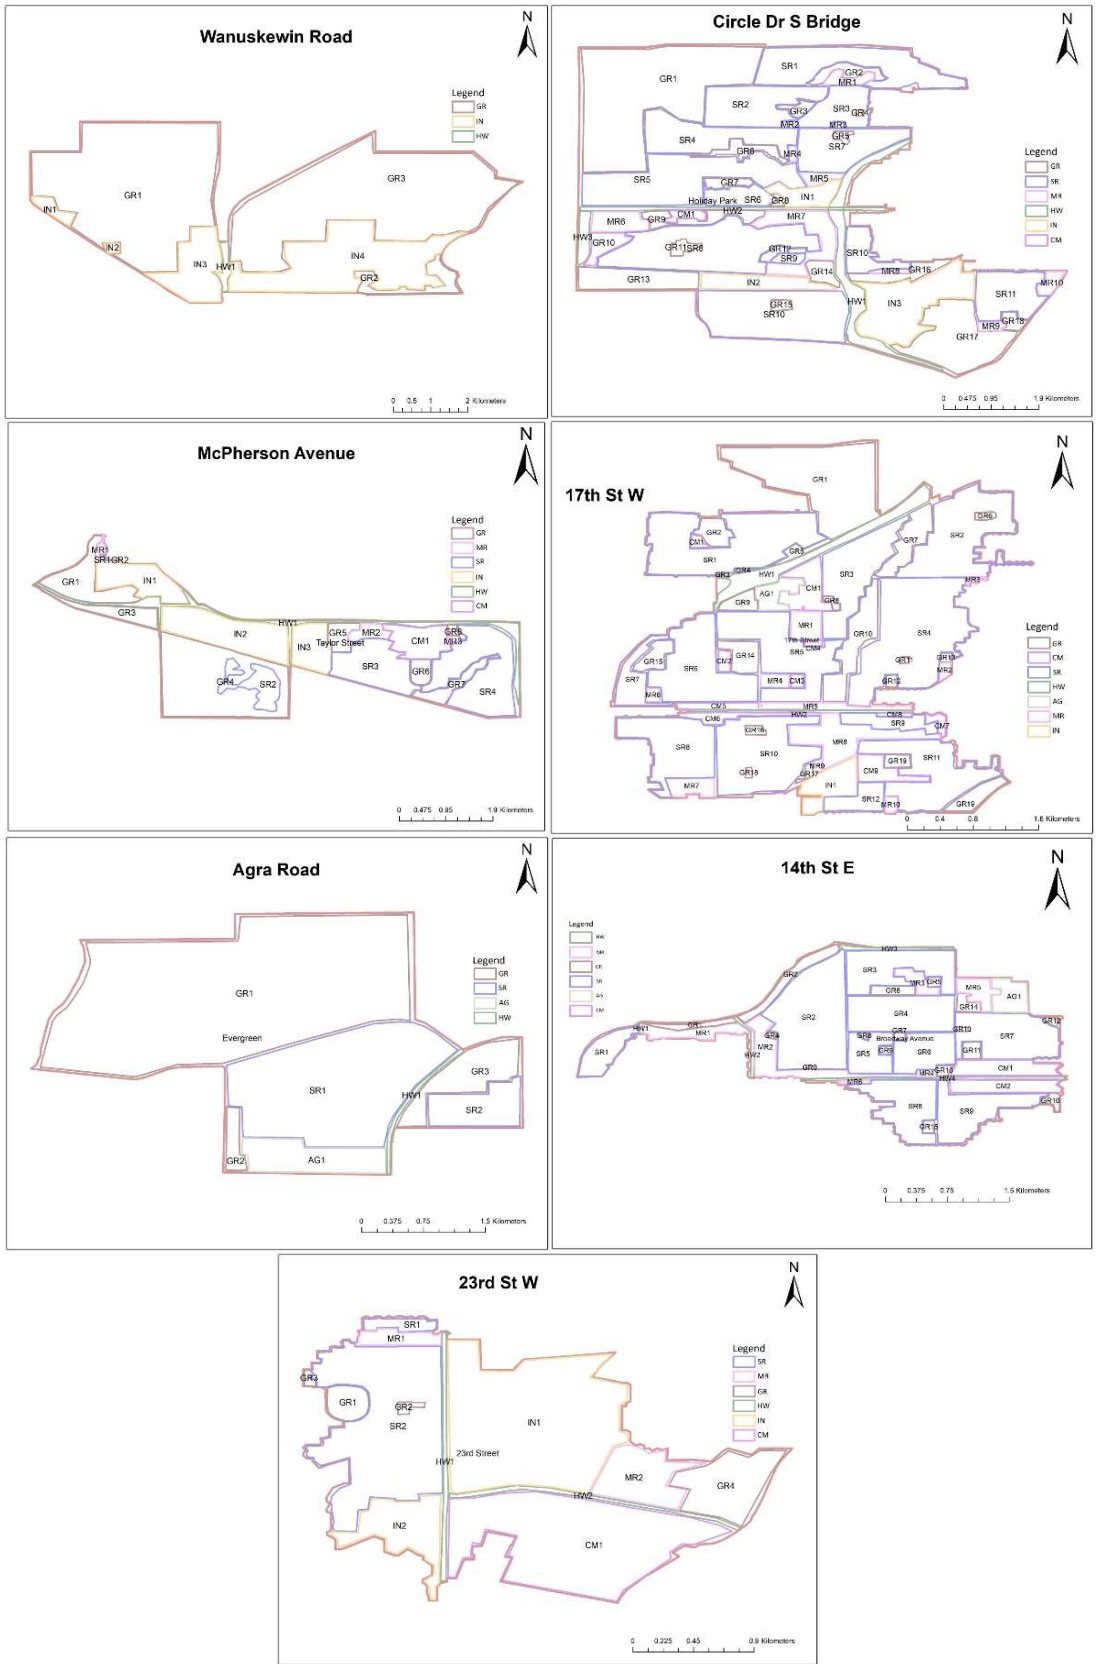 Wanuskewin Road
N
Legend
GR
IN
HW
GR1
GR3
IN1
IN2
IN3
HW1
IN4
GR2
0 0.5 1 2 Kilometers
Circle Dr S Bridge
N
Legend
GR
SR
MR
HW
IN
CM
GR1
SR1
GR2
MR1
SR2
GR3
SR3
GR4
MR2
MR3
GR5
SR7
SR4
GR6
MR4
SR5
MR5
GR7
IN1
Holiday Park
SR6
GR8
HW2
MR6
GR9
CM1
MR7
HW3
GR10
GR11
SR8
GR12
SR9
SR10
MR8
GR16
GR13
IN2
GR14
HW1
IN3
SR11
MR10
GR15
SR10
MR9
GR18
GR17
0 0.475 0.95 1.9 Kilometers
McPherson Avenue
N
Legend
GR
MR
SR
IN
HW
CM
MR1
SR1
GR2
GR1
IN1
GR3
HW1
IN2
IN3
GR5
MR2
Taylor Street
CM1
GR8
MR3
SR3
GR6
GR7
SR4
GR4
SR2
0 0.475 0.95 1.9 Kilometers
17th St W
N
Legend
GR
CM
SR
HW
AG
MR
IN
GR1
GR2
CM1
SR1
GR5
GR6
SR2
GR7
GR3
GR4
HW1
SR3
MR3
AG1
CM1
GR9
GR8
MR1
17th Street
SR5
CM4
GR10
SR4
GR15
SR6
CM2
GR14
GR11
GR13
MR2
SR7
MR6
MR4
CM3
GR12
CM5
MR5
CM6
HW2
CM8
SR9
CM7
GR16
SR8
SR10
MR8
SR11
MR9
GR17
GR18
CM9
GR19
MR7
IN1
SR12
MR10
GR19
0 0.4 0.8 1.6 Kilometers
Agra Road
N
Legend
GR
SR
AG
HW
GR1
Evergreen
GR3
SR1
HW1
SR2
GR2
AG1
0 0.375 0.75 1.5 Kilometers
14th St E
N
Legend
HW
MR
GR
SR
AG
CM
HW3
GR2
SR3
MR3
GR5
GR6
MR5
AG1
GR14
SR2
SR4
GR12
HW1
GR1
MR1
SR1
GR4
MR2
HW2
GR7
GR8
Broadway Avenue
GR13
SR7
SR5
GR9
SR6
GR11
GR3
MR4
GR10
CM1
HW4
MR6
CM2
SR8
SR9
GR16
GR15
0 0.375 0.75 1.5 Kilometers
23rd St W
N
Legend
SR
MR
GR
HW
IN
CM
SR1
MR1
GR3
GR1
GR2
SR2
IN1
23rd Street
HW1
MR2
GR4
HW2
IN2
CM1
0 0.225 0.45 0.9 Kilometers